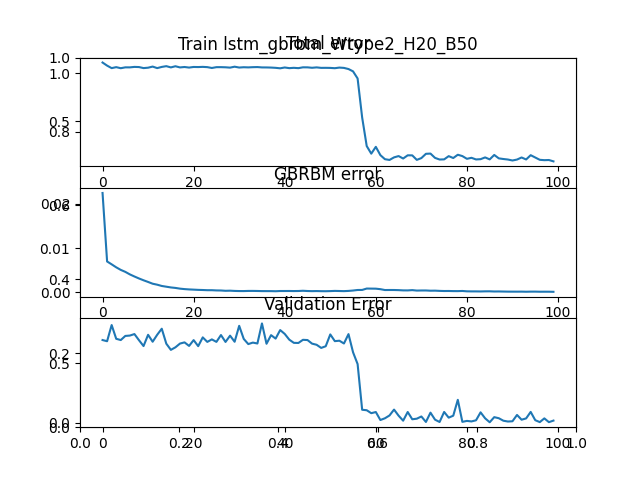 Total error
Train lstm_gbrbm_Wtype2_H20_B50
1.0
1.0
0.5
0.8
0 20 40 60 80 100
GBRBM error
0.02
0.6
0.01
0.4
0.00
0 20 40 60 80 100
Validation Error
0.2
0.5
0.0
0.0
0.0 0 0.2 20 0.4 40 0.6 60 80 0.8 100 1.0